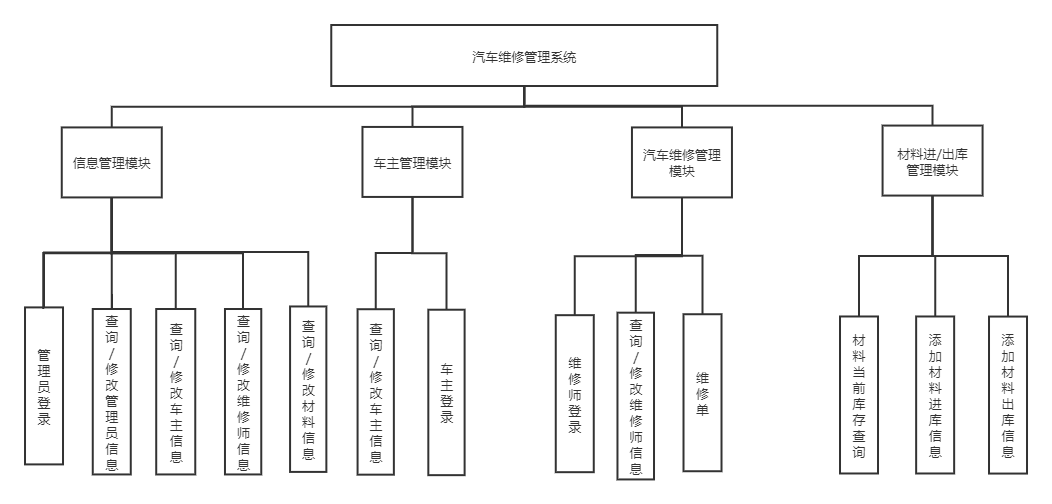 汽车维修管理系统
信息管理模块
车主管理模块
汽车维修管理
模块
材料进/出库
管理模块
管理员登录
查询/修改管理员信息
查询/修改车主信息
查询/修改维修师信息
查询/修改材料信息
查询/修改车主信息
车主登录
维修师登录
查询/修改维修师信息
维修单
材料当前库存查询
添加材料进库信息
添加材料出库信息